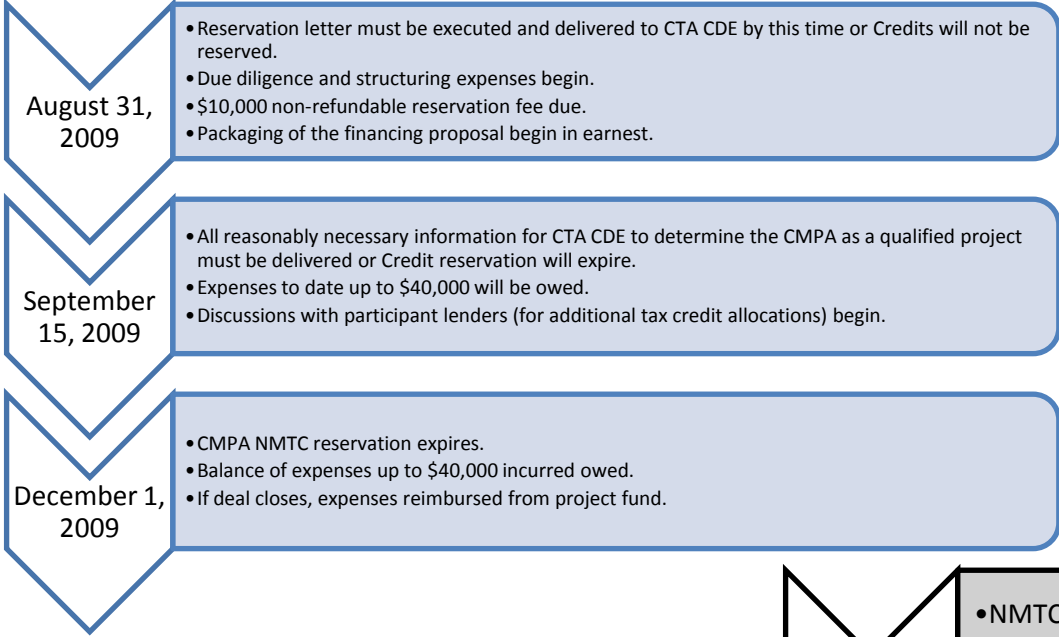 •Reservation letter must be executed and delivered to CTA CDE by this time or Credits will not be
reserved.
•Due diligence and structuring expenses begin.
•$10,000 non-refundable reservation fee due.
•Packaging of the financing proposal begin in earnest.
August 31,
2009
•All reasonably necessary information for CTA CDE to determine the CMPA as a qualified project
must be delivered or Credit reservation will expire.
•Expenses to date up to $40,000 will be owed.
•Discussions with participant lenders (for additional tax credit allocations) begin.
September
15, 2009
•CMPA NMTC reservation expires.
•Balance of expenses up to $40,000 incurred owed.
•If deal closes, expenses reimbursed from project fund.
December 1,
2009
•NMTC